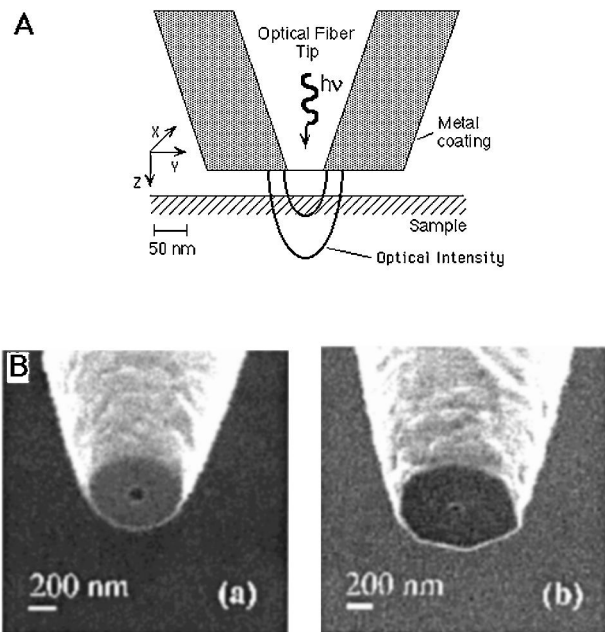 A
Optical Fiber
Tip
hν
Metal
coating
X
Y
Z
50 nm
Sample
Optical Intensity
B
200 nm
(a)
200 nm
(b)